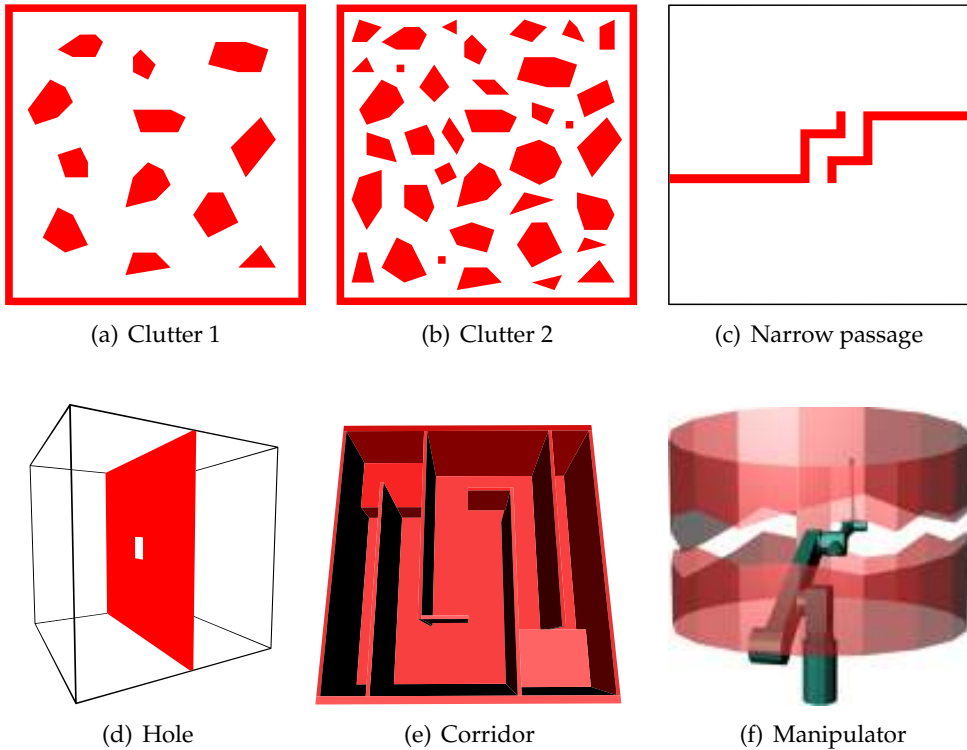 (a) Clutter 1
(b) Clutter 2
(c) Narrow passage
(d) Hole
(e) Corridor
(f) Manipulator